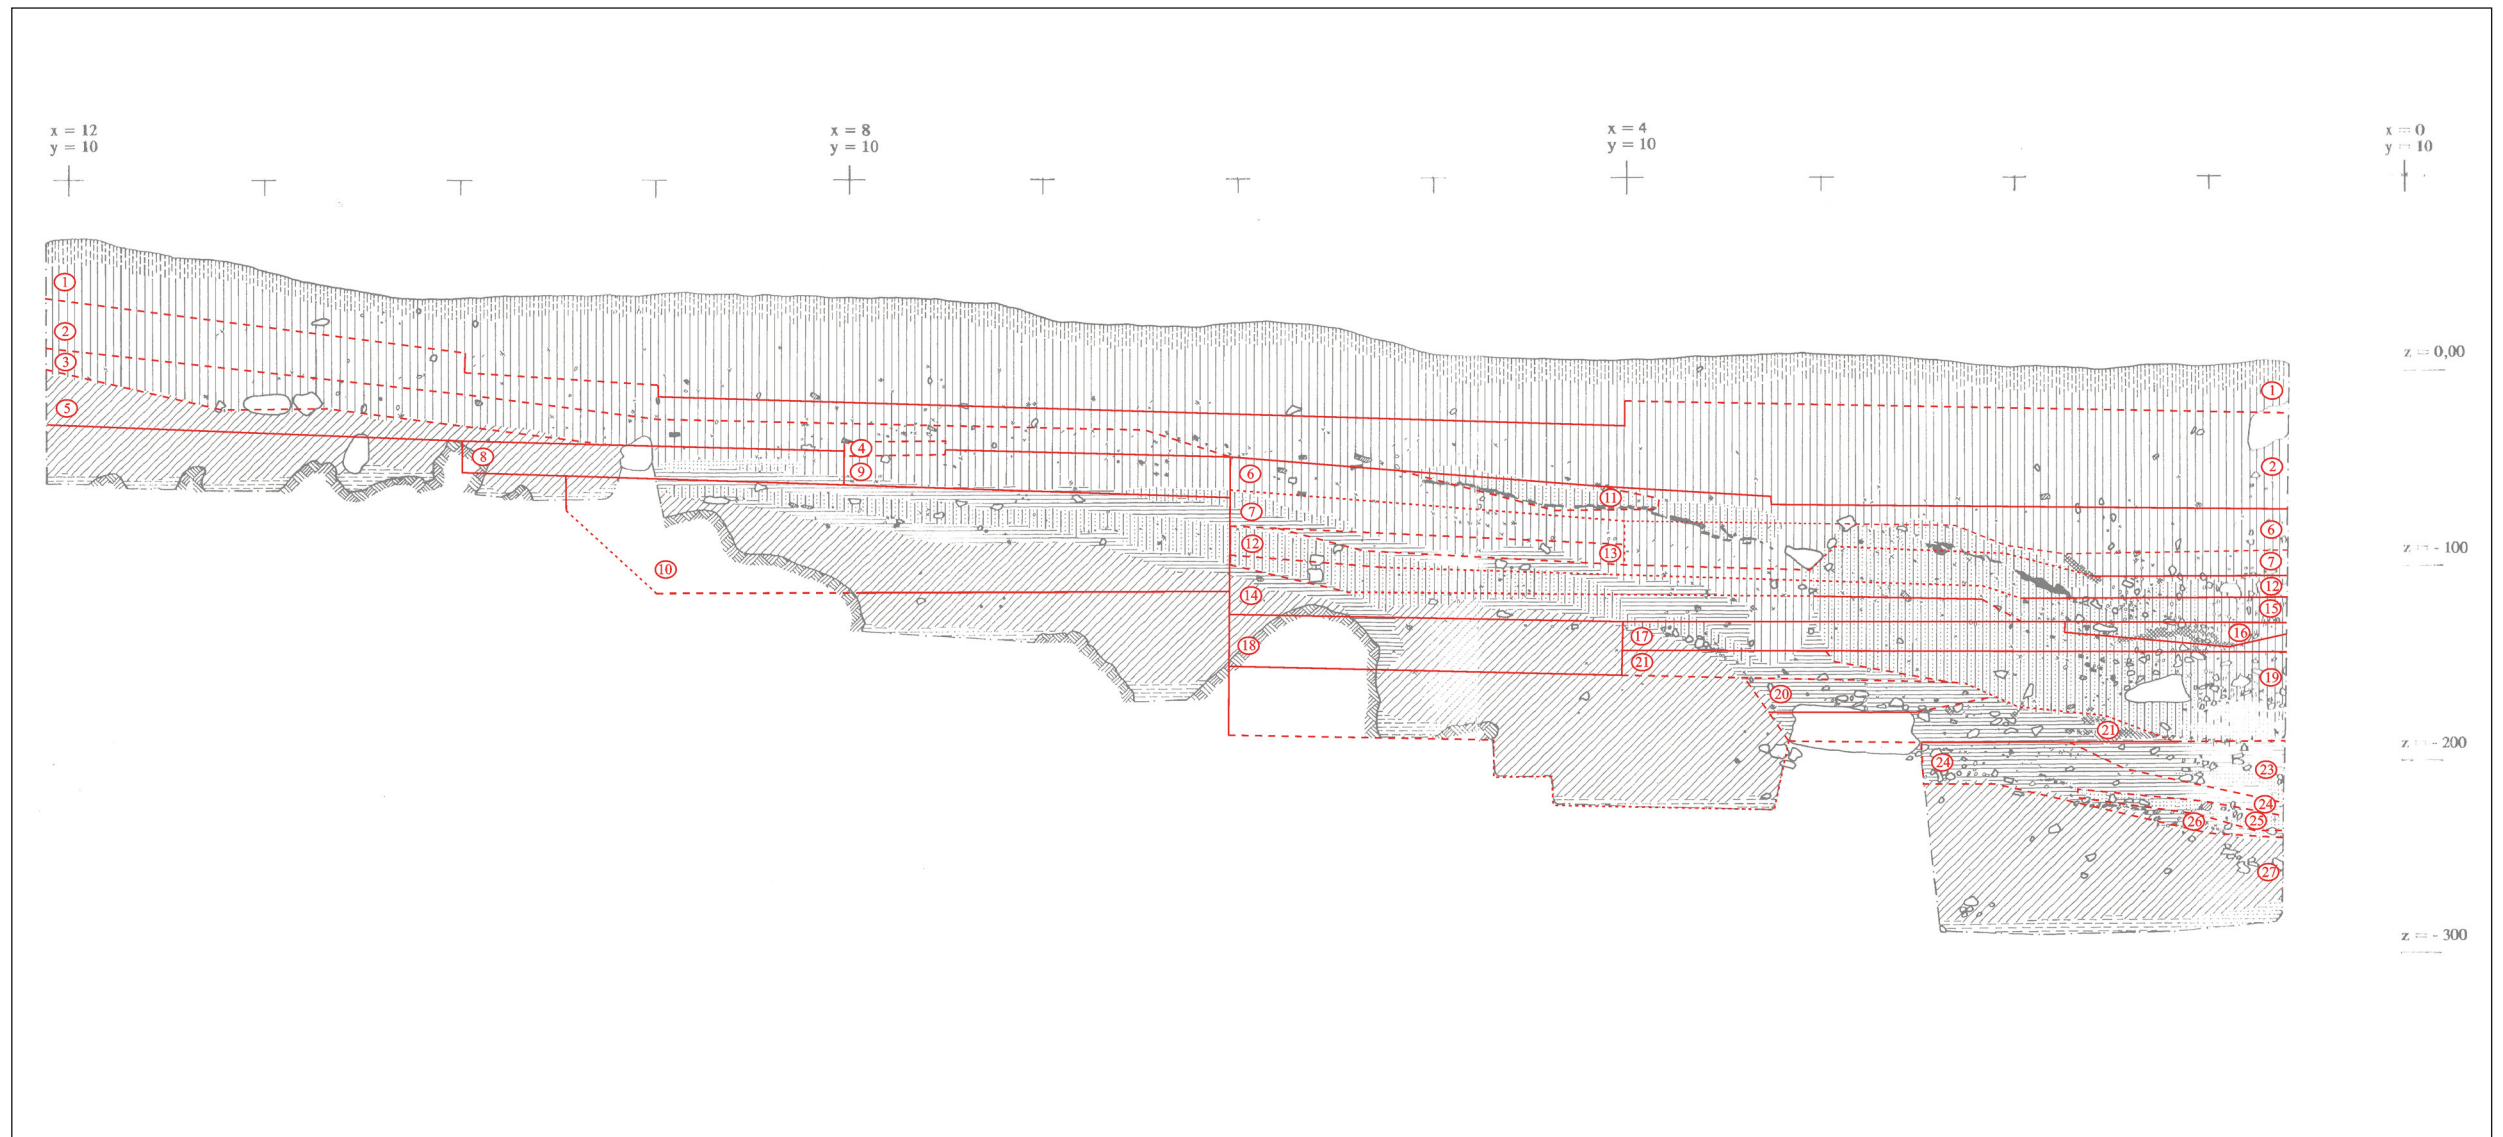 x = 12
y = 10
x = 8
y = 10
x = 4
y = 10
x = 0
y = 10
z = 0,00
z = - 100
z = - 200
z = - 300
1
2
3
5
8
10
4
9
6
7
12
14
18
11
13
17
21
20
24
1
2
6
7
12
15
16
19
21
23
24
25
26
27